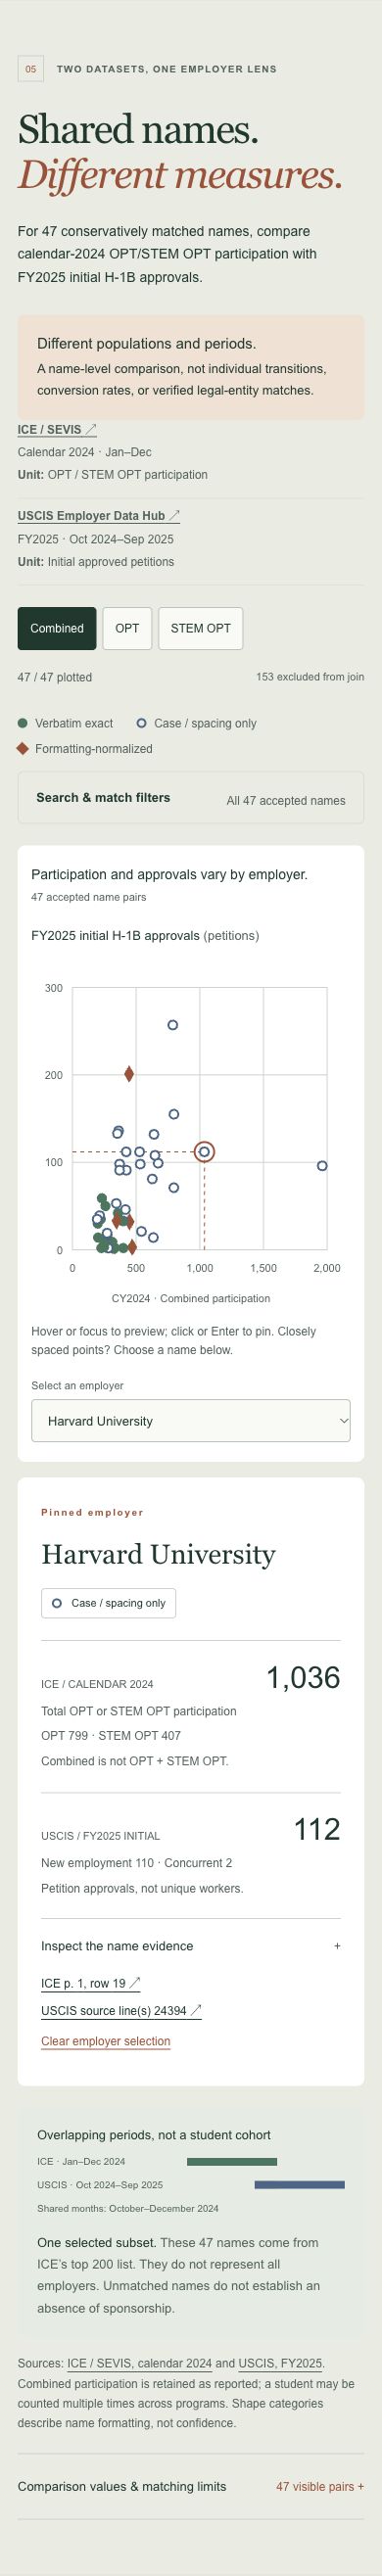 05 TWO DATASETS, ONE EMPLOYER LENS
Shared names.
Different measures.
For 47 conservatively matched names, compare
calendar-2024 OPT/STEM OPT participation with
FY2025 initial H-1B approvals.
Different populations and periods.
A name-level comparison, not individual transitions,
conversion rates, or verified legal-entity matches.
ICE / SEVIS ↗
Calendar 2024 · Jan–Dec
Unit: OPT / STEM OPT participation
USCIS Employer Data Hub ↗
FY2025 · Oct 2024–Sep 2025
Unit: Initial approved petitions
Combined OPT STEM OPT
47 / 47 plotted 153 excluded from join
Verbatim exact Case / spacing only
Formatting-normalized
Search & match filters All 47 accepted names
Participation and approvals vary by employer.
47 accepted name pairs
FY2025 initial H-1B approvals (petitions)
300
200
100
0
0 500 1,000 1,500 2,000
CY2024 · Combined participation
Hover or focus to preview; click or Enter to pin. Closely
spaced points? Choose a name below.
Select an employer
Harvard University
Pinned employer
Harvard University
Case / spacing only
ICE / CALENDAR 2024 1,036
Total OPT or STEM OPT participation
OPT 799 · STEM OPT 407
Combined is not OPT + STEM OPT.
USCIS / FY2025 INITIAL 112
New employment 110 · Concurrent 2
Petition approvals, not unique workers.
Inspect the name evidence +
ICE p. 1, row 19 ↗
USCIS source line(s) 24394 ↗
Clear employer selection
Overlapping periods, not a student cohort
ICE · Jan–Dec 2024
USCIS · Oct 2024–Sep 2025
Shared months: October–December 2024
One selected subset. These 47 names come from
ICE's top 200 list. They do not represent all
employers. Unmatched names do not establish an
absence of sponsorship.
Sources: ICE / SEVIS, calendar 2024 and USCIS, FY2025.
Combined participation is retained as reported; a student may be
counted multiple times across programs. Shape categories
describe name formatting, not confidence.
Comparison values & matching limits 47 visible pairs +